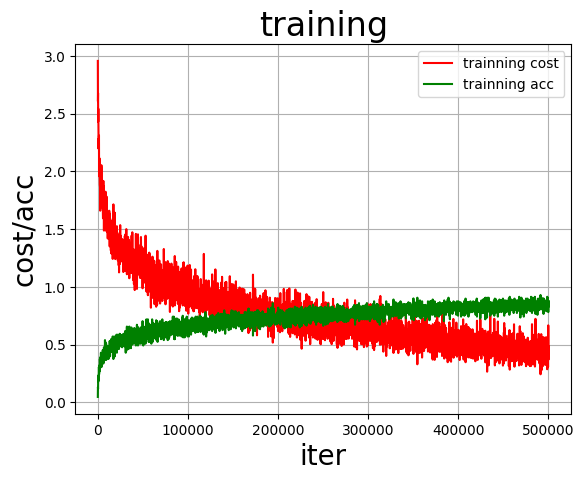 training
trainning cost
trainning acc
cost/acc
3.0
2.5
2.0
1.5
1.0
0.5
0.0
0
100000
200000
300000
400000
500000
iter